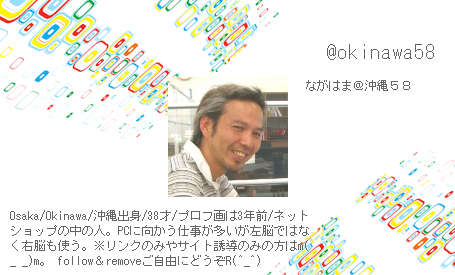 @okinawa58
ながはま@沖縄58
Osaka/Okinawa/沖縄出身/38才/プロフ画は3年前/ネット
ショップの中の人。PCに向かう仕事が多いが左脳ではな
く右脳も使う。※リンクのみやサイト誘導のみの方はm(
_ _)m。 follow＆removeご自由にどうぞR(^_^)